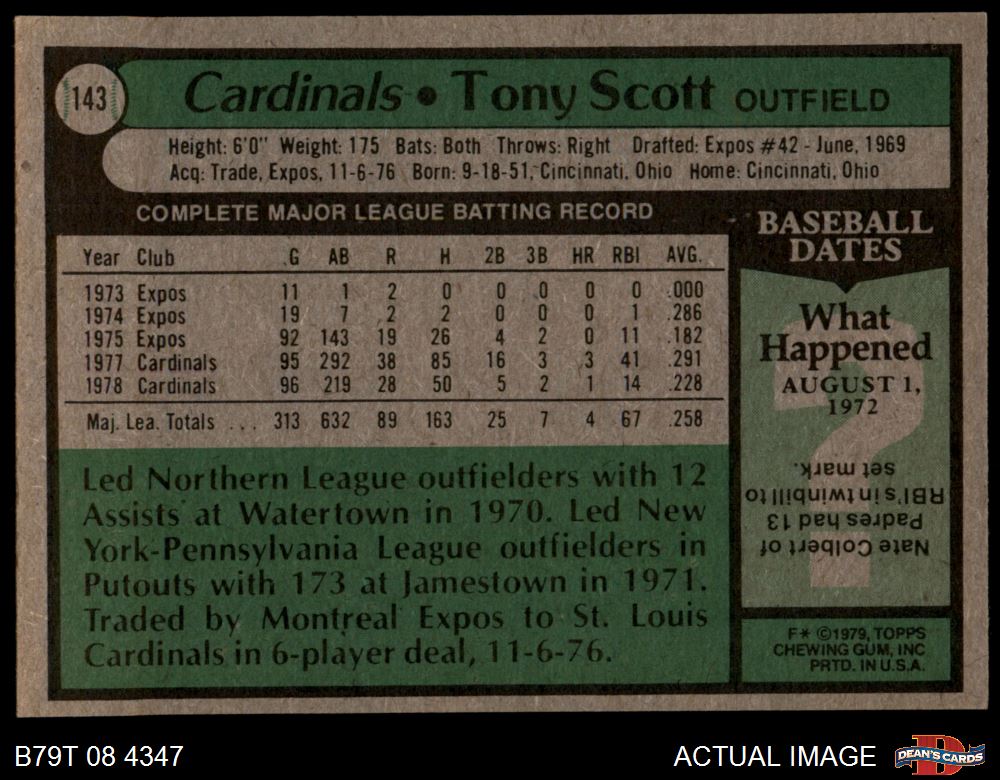 143
Cardinals • Tony Scott OUTFIELD
Height: 6'0" Weight: 175 Bats: Both Throws: Right Drafted: Expos #42 - June, 1969
Acq: Trade, Expos, 11-6-76 Born: 9-18-51, Cincinnati, Ohio Home: Cincinnati, Ohio
COMPLETE MAJOR LEAGUE BATTING RECORD
Year Club G AB R H 2B 3B HR RBI AVG.
1973 Expos 11 1 2 0 0 0 0 0 .000
1974 Expos 19 7 2 2 0 0 0 1 .286
1975 Expos 92 143 19 26 4 2 0 11 .182
1977 Cardinals 95 292 38 85 16 3 3 41 .291
1978 Cardinals 96 219 28 50 5 2 1 14 .228
Maj. Lea. Totals ... 313 632 89 163 25 7 4 67 .258
Led Northern League outfielders with 12
Assists at Watertown in 1970. Led New
York-Pennsylvania League outfielders in
Putouts with 173 at Jamestown in 1971.
Traded by Montreal Expos to St. Louis
Cardinals in 6-player deal, 11-6-76.
BASEBALL
DATES
What
Happened
AUGUST 1,
1972
?
Nate Colbert of
Padres had 13
RBI's in twinbill to
set mark.
F* ©1979, TOPPS
CHEWING GUM, INC
PRTD. IN U.S.A.
B79T 08 4347
ACTUAL IMAGE
D
DEAN'S CARDS